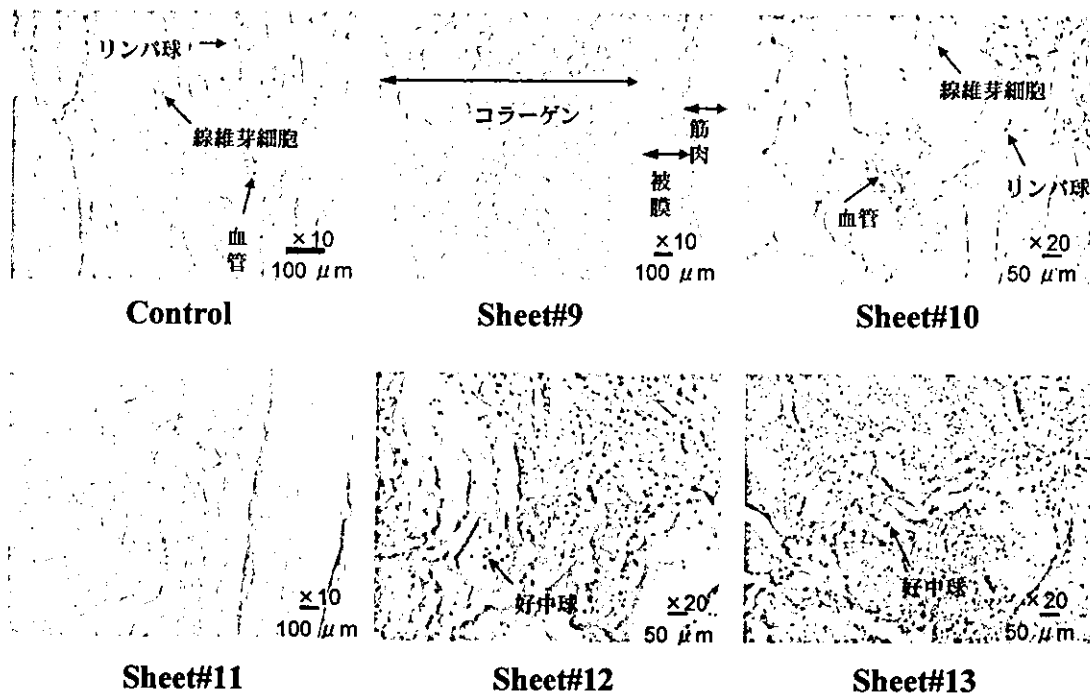 リンパ球
線維芽細胞
血管
×10
100 μm
Control
コラーゲン
筋肉
被膜
×10
100 μm
Sheet#9
線維芽細胞
リンパ球
血管
×20
50 μm
Sheet#10
×10
100 μm
Sheet#11
好中球
×20
50 μm
Sheet#12
好中球
×20
50 μm
Sheet#13